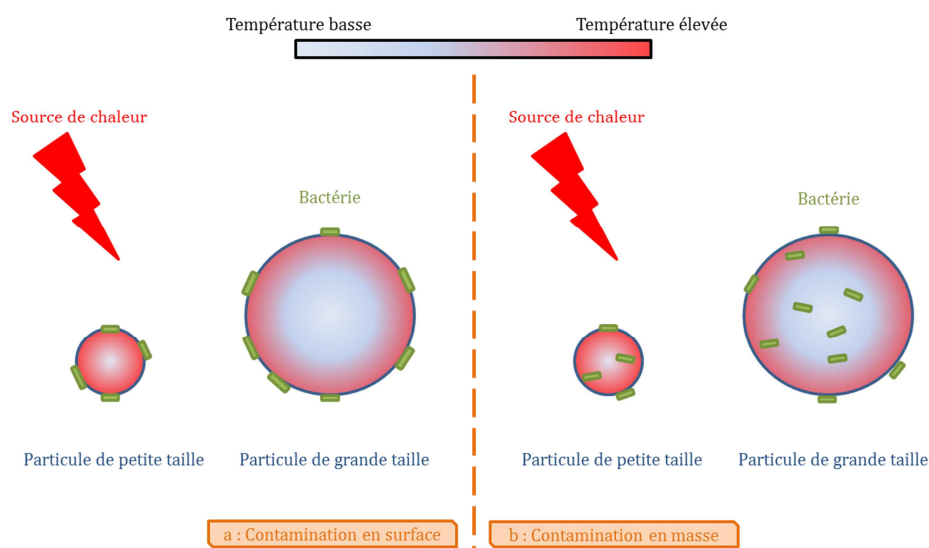 Température basse
Température élevée
Source de chaleur
Source de chaleur
Bactérie
Bactérie
Particule de petite taille
Particule de grande taille
Particule de petite taille
Particule de grande taille
a : Contamination en surface
b : Contamination en masse